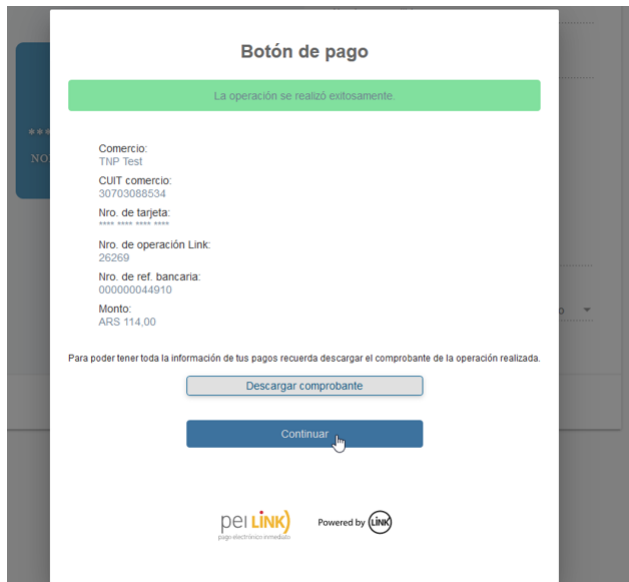 Botón de pago
La operación se realizó exitosamente.
***
NO
Comercio:
TNP Test
CUIT comercio:
30703088534
Nro. de tarjeta:
**** **** **** ****
Nro. de operación Link:
26269
Nro. de ref. bancaria:
000000044910
Monto:
ARS 114,00
o
Para poder tener toda la información de tus pagos recuerda descargar el comprobante de la operación realizada.
Descargar comprobante
Continuar
pei LINK)
pago electrónico inmediato
Powered by LINK)